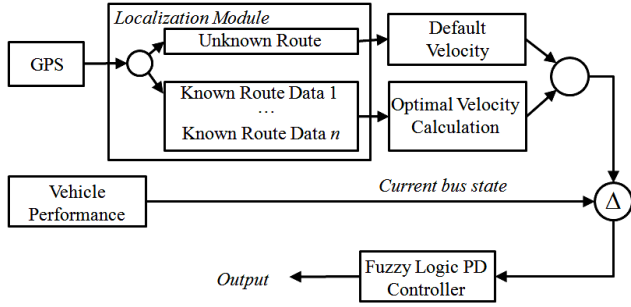 Localization Module
GPS
Unknown Route
Known Route Data 1
...
Known Route Data n
Default
Velocity
Optimal Velocity
Calculation
Vehicle
Performance
Current bus state
Δ
Output
Fuzzy Logic PD
Controller